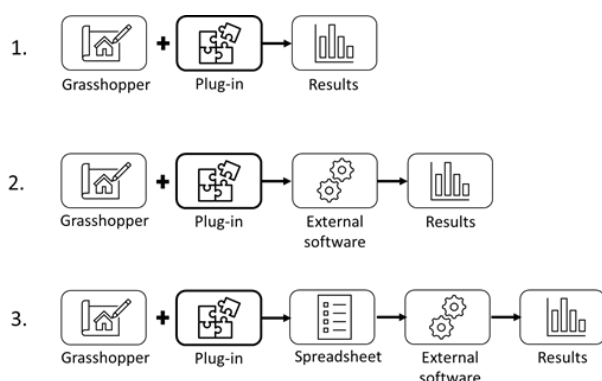 1.
Grasshopper Plug-in Results
2.
Grasshopper Plug-in External software Results
3.
Grasshopper Plug-in Spreadsheet External software Results